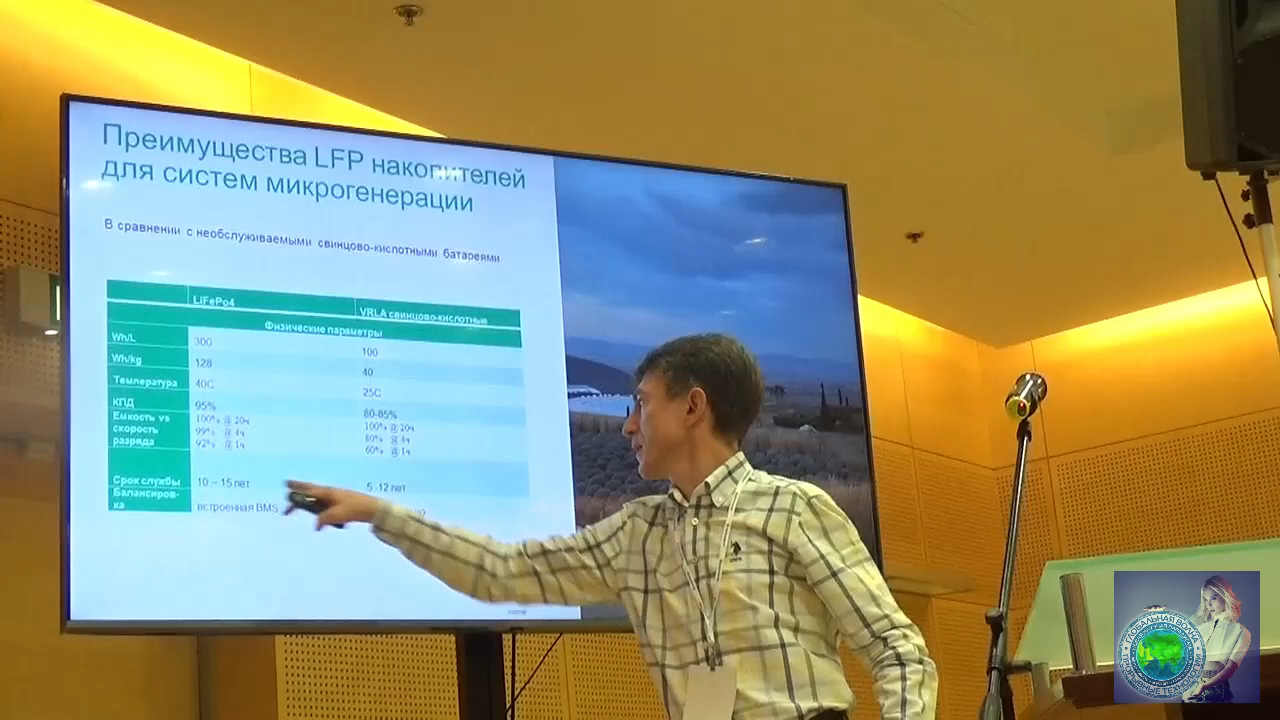 Преимущества LFP накопителей
для систем микрогенерации
В сравнении с необслуживаемыми свинцово-кислотными батареями
LiFePo4 VRLA свинцово-кислотные
Физические параметры
Wh/L 300 100
Wh/kg 128 40
Температура 40C 25C
КПД 95% 80-85%
Емкость vs 100% @ 20ч 100% @ 20ч
скорость 99% @ 4ч 80% @ 4ч
разряда 92% @ 1ч 60% @ 1ч
Срок службы 10 – 15 лет 5 -12 лет
Балансиров-
ка встроенная BMS
ГЛОБАЛЬНАЯ ВОЛНА